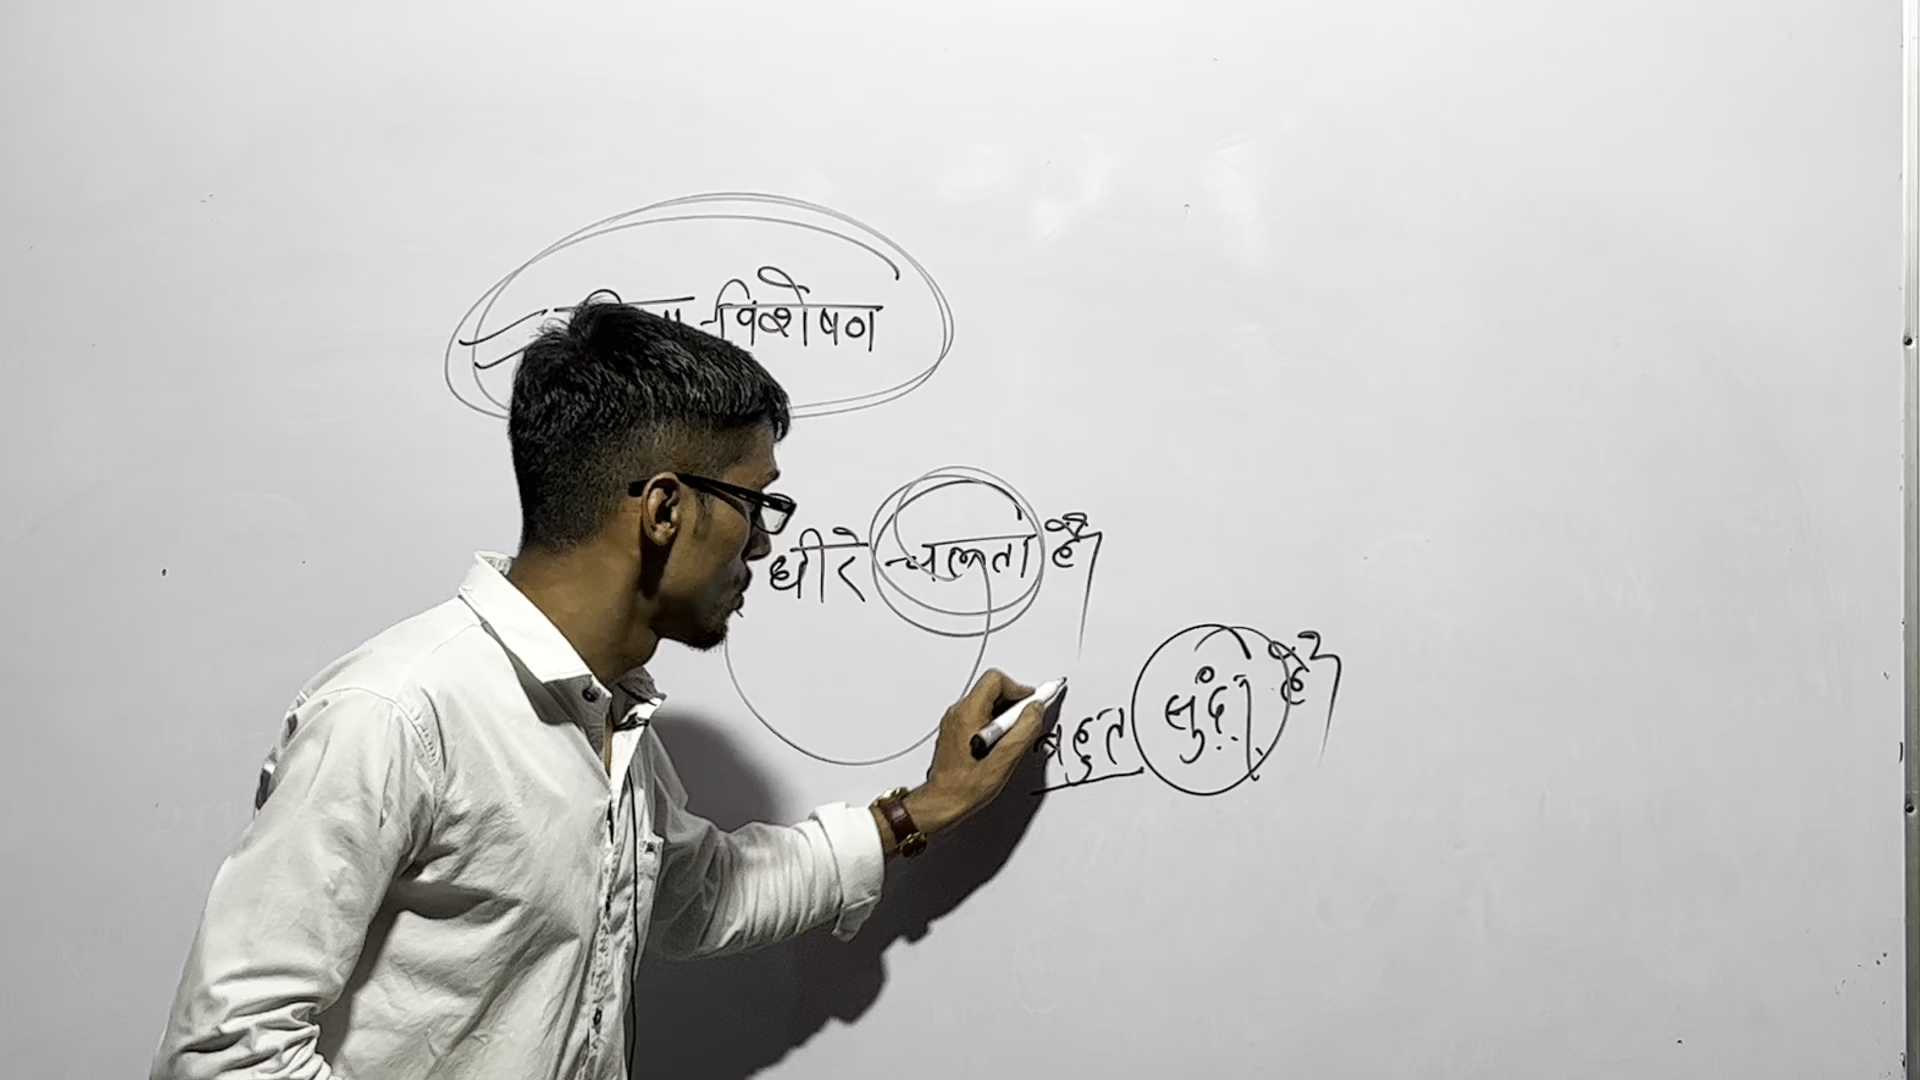 विशेषण
धीरे चलता है
बहुत सुंदर है